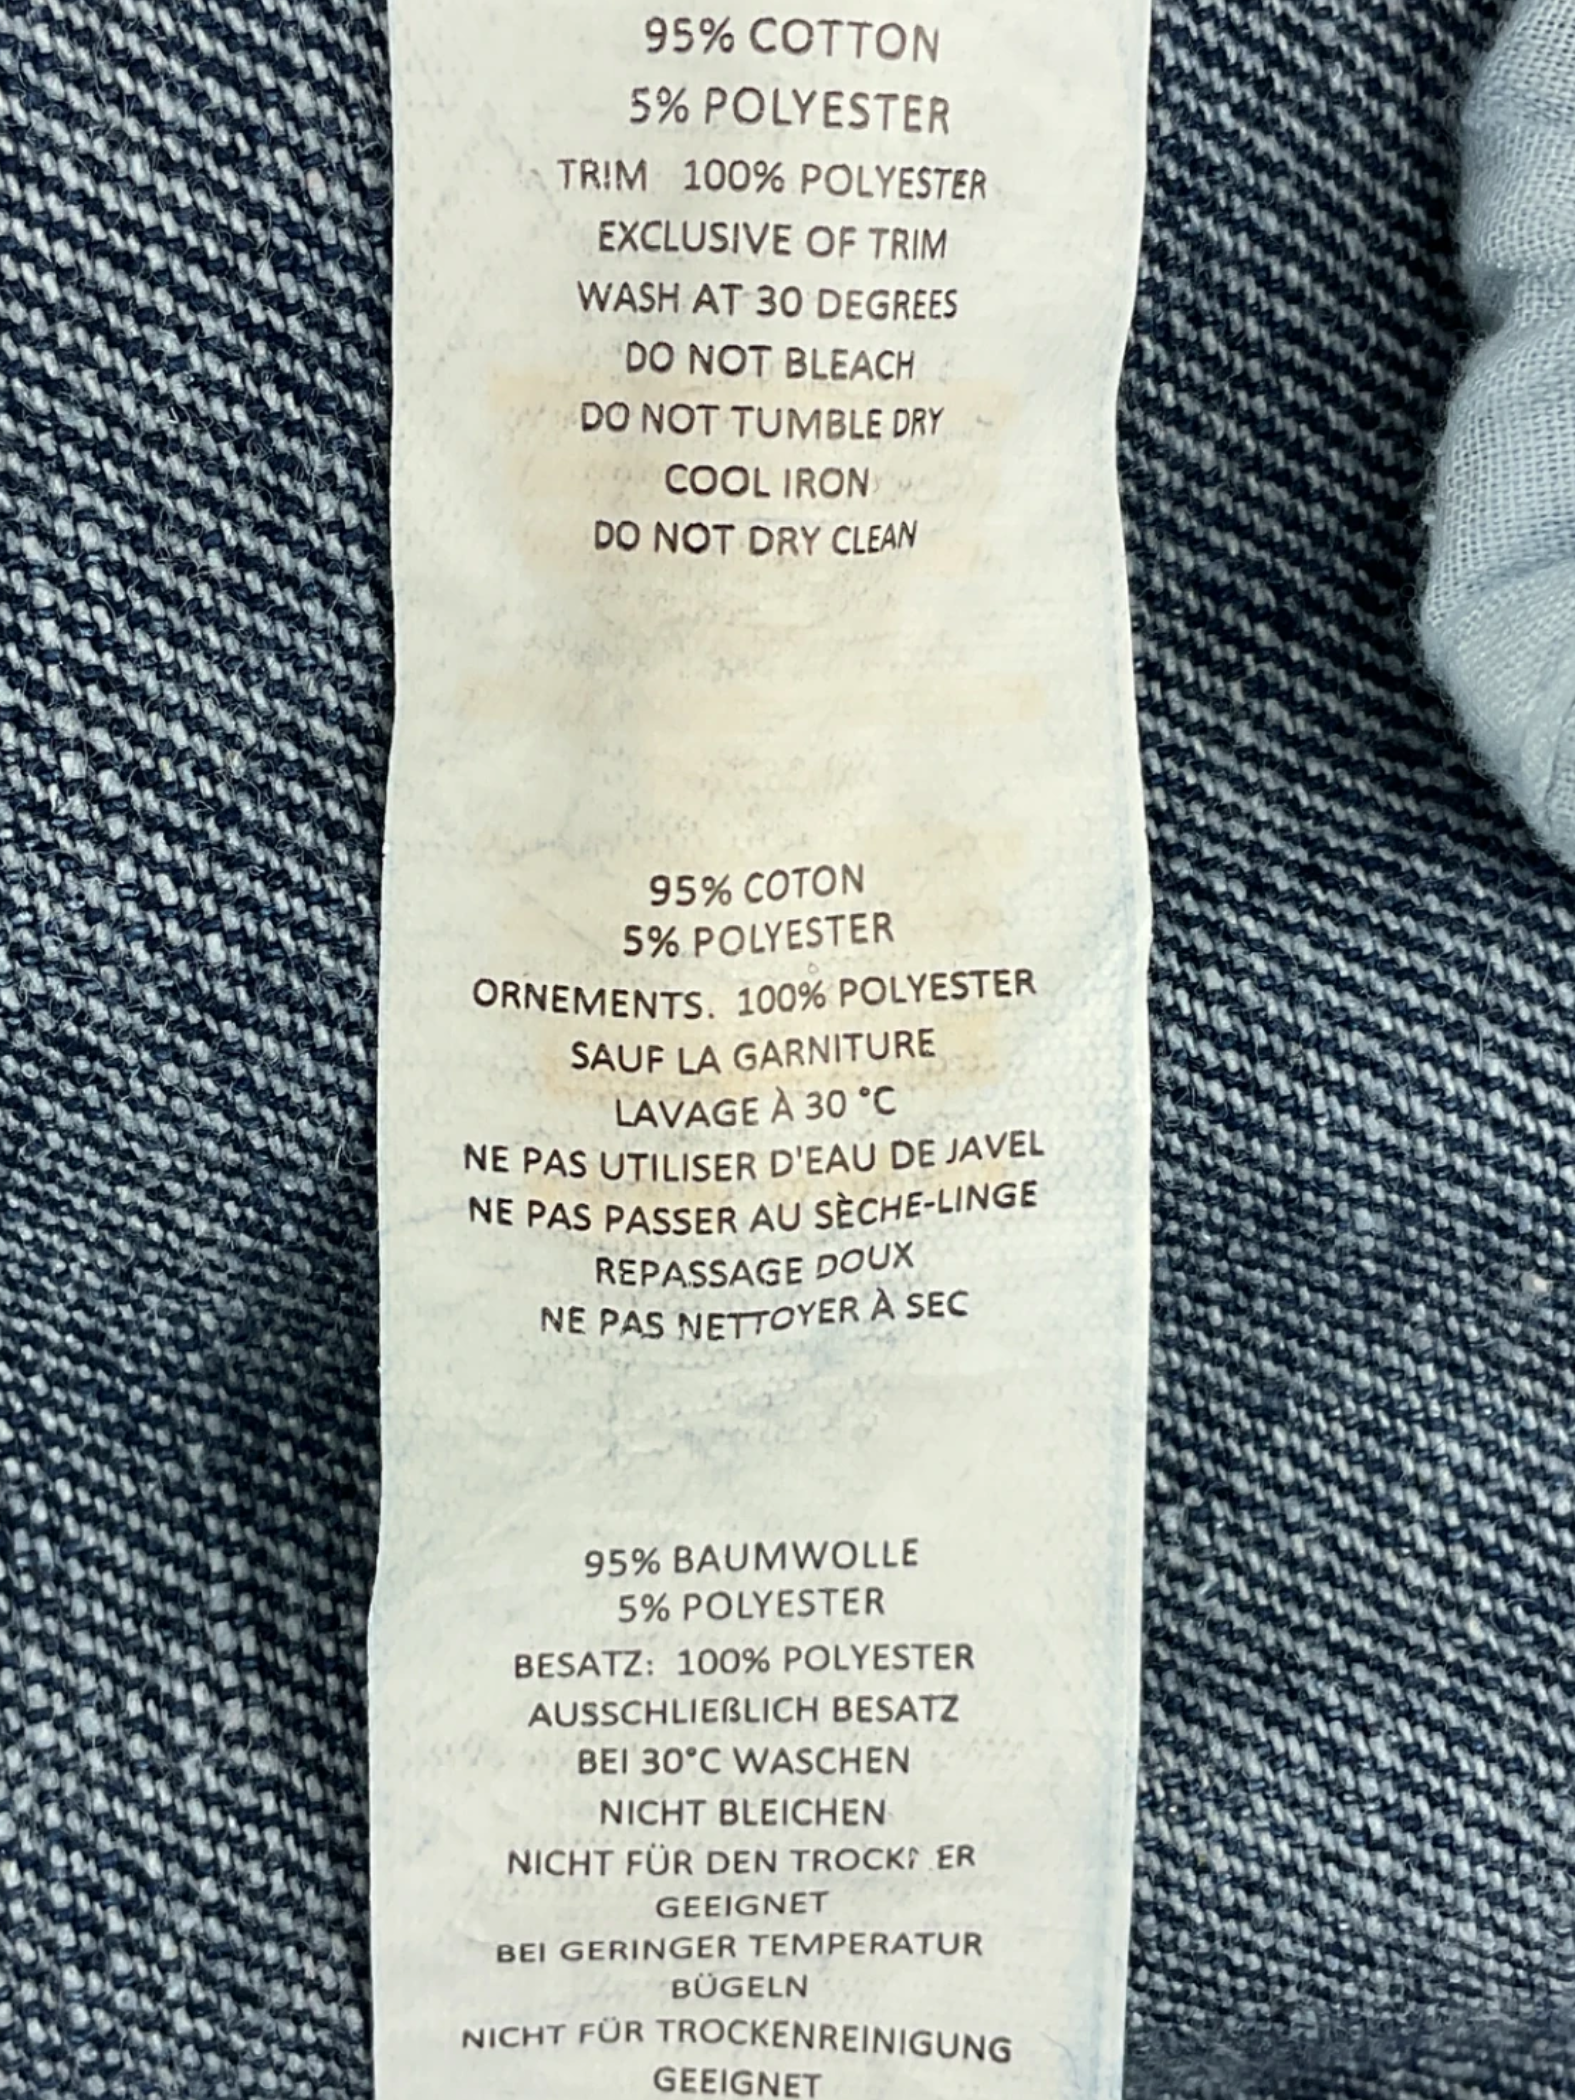 95% COTTON
5% POLYESTER
TRIM 100% POLYESTER
EXCLUSIVE OF TRIM
WASH AT 30 DEGREES
DO NOT BLEACH
DO NOT TUMBLE DRY
COOL IRON
DO NOT DRY CLEAN
95% COTON
5% POLYESTER
ORNEMENTS. 100% POLYESTER
SAUF LA GARNITURE
LAVAGE À 30 °C
NE PAS UTILISER D'EAU DE JAVEL
NE PAS PASSER AU SÈCHE-LINGE
REPASSAGE DOUX
NE PAS NETTOYER À SEC
95% BAUMWOLLE
5% POLYESTER
BESATZ: 100% POLYESTER
AUSSCHLIEßLICH BESATZ
BEI 30°C WASCHEN
NICHT BLEICHEN
NICHT FÜR DEN TROCKNER
GEEIGNET
BEI GERINGER TEMPERATUR
BÜGELN
NICHT FÜR TROCKENREINIGUNG
GEEIGNET